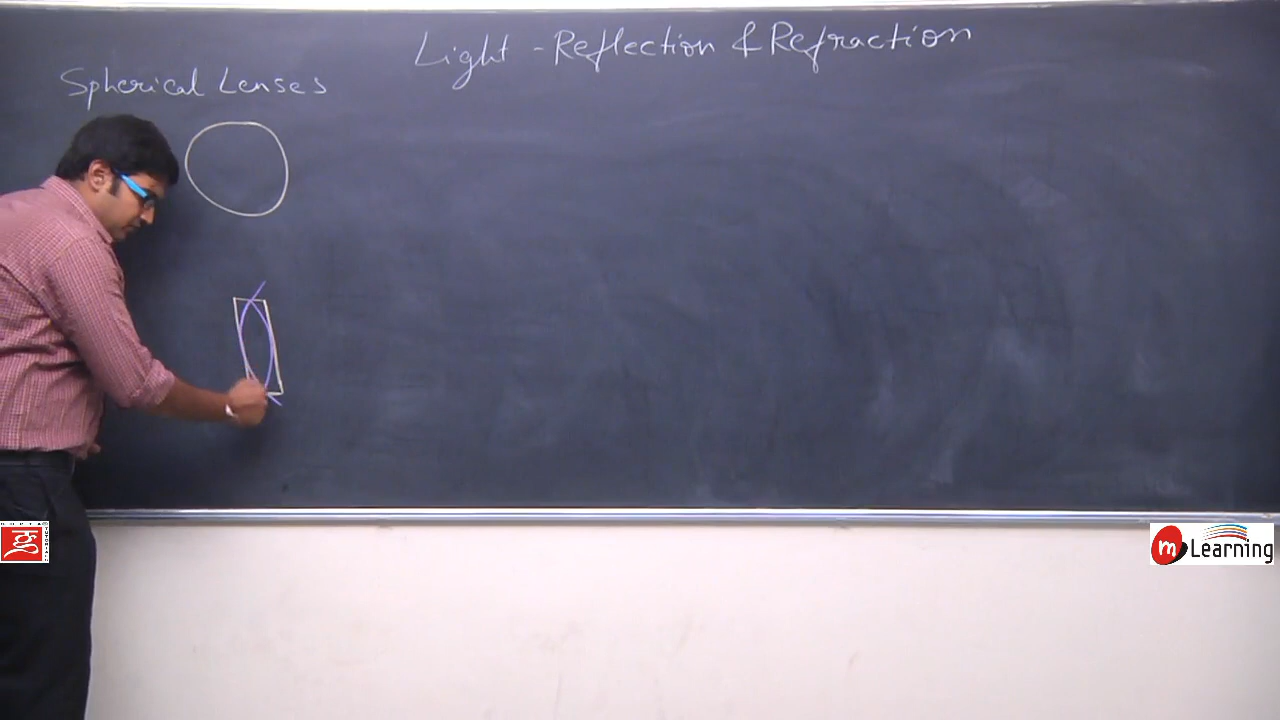 Light - Reflection & Refraction
Spherical Lenses
m Learning